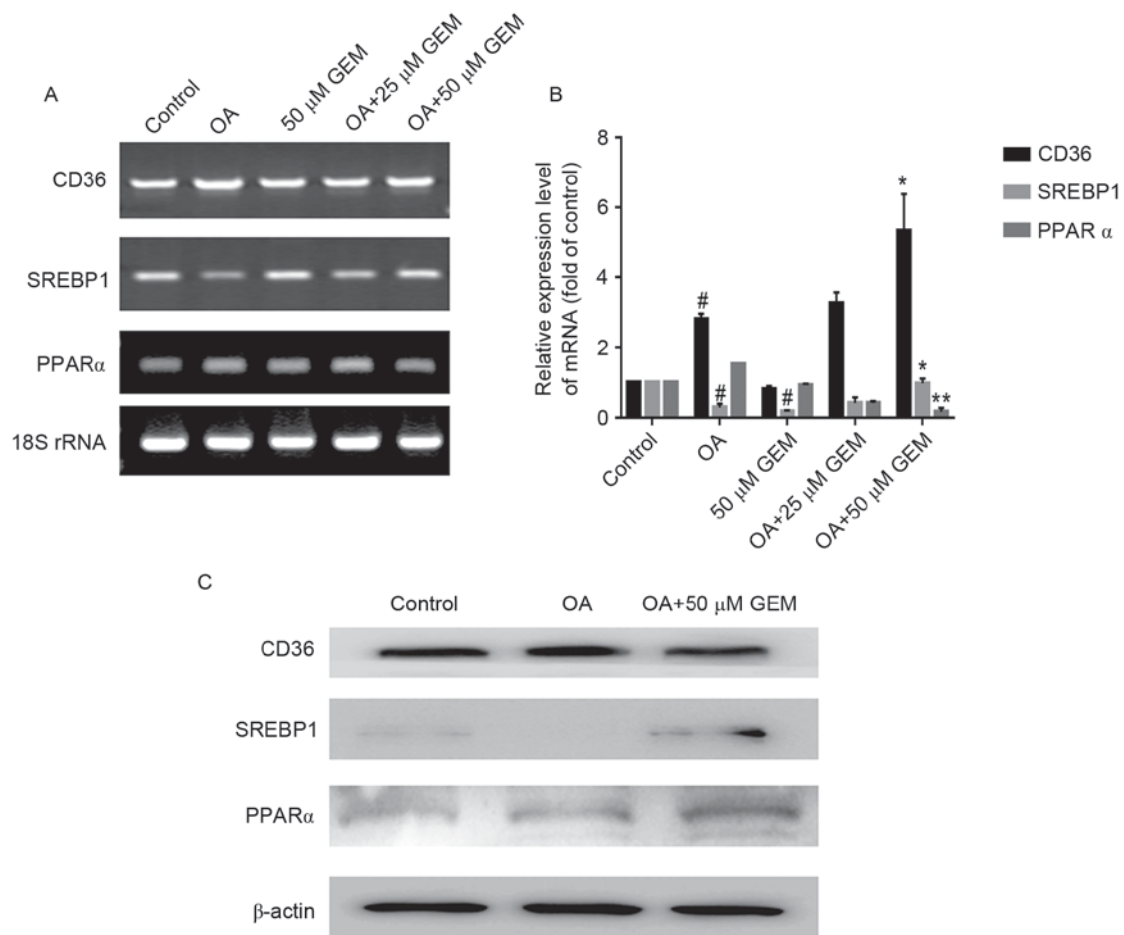 A
Control
OA
50 μM GEM
OA+25 μM GEM
OA+50 μM GEM
CD36
SREBP1
PPARα
18S rRNA
B
Relative expression level
of mRNA (fold of control)
8
6
4
2
0
#
#
#
*
*
**
Control
OA
50 μM GEM
OA+25 μM GEM
OA+50 μM GEM
CD36
SREBP1
PPAR α
C
Control
OA
OA+50 μM GEM
CD36
SREBP1
PPARα
β-actin